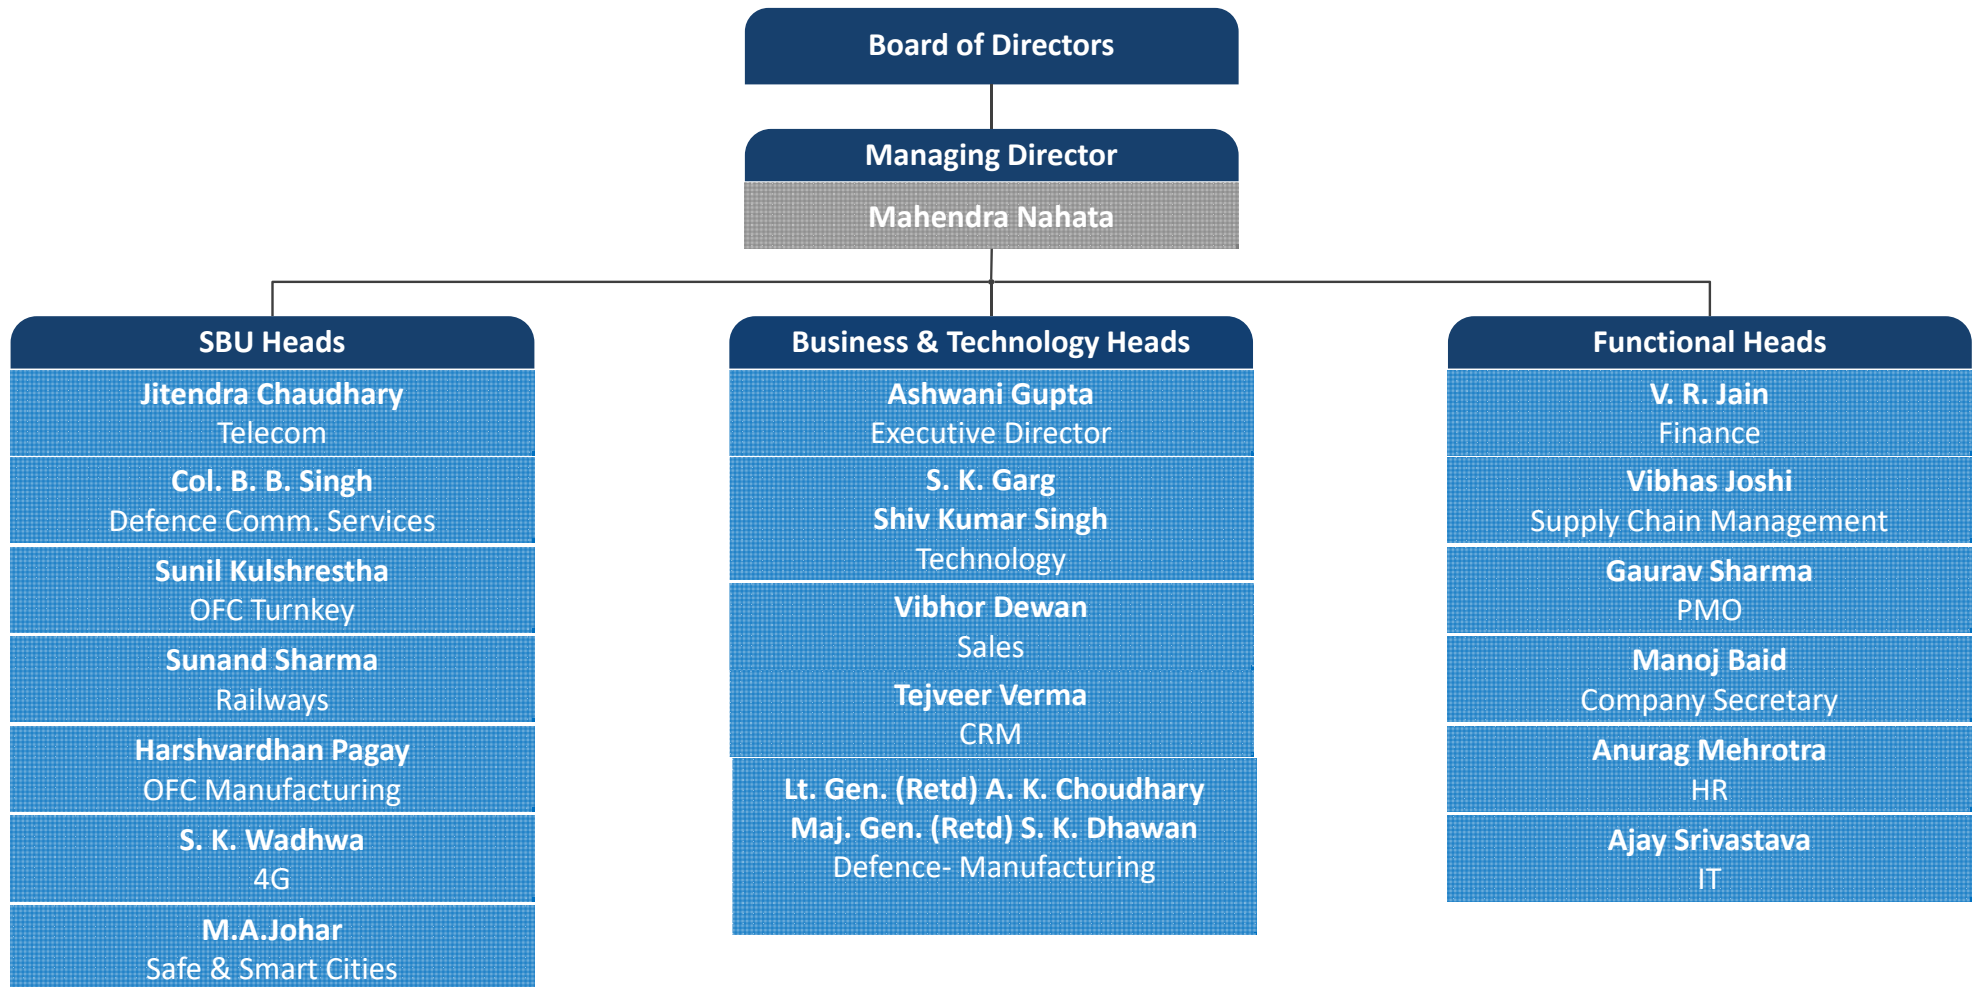 Board of Directors
Managing Director
Mahendra Nahata
SBU Heads
Jitendra Chaudhary
Telecom
Col. B. B. Singh
Defence Comm. Services
Sunil Kulshrestha
OFC Turnkey
Sunand Sharma
Railways
Harshvardhan Pagay
OFC Manufacturing
S. K. Wadhwa
4G
M.A.Johar
Safe & Smart Cities
Business & Technology Heads
Ashwani Gupta
Executive Director
S. K. Garg
Shiv Kumar Singh
Technology
Vibhor Dewan
Sales
Tejveer Verma
CRM
Lt. Gen. (Retd) A. K. Choudhary
Maj. Gen. (Retd) S. K. Dhawan
Defence- Manufacturing
Functional Heads
V. R. Jain
Finance
Vibhas Joshi
Supply Chain Management
Gaurav Sharma
PMO
Manoj Baid
Company Secretary
Anurag Mehrotra
HR
Ajay Srivastava
IT